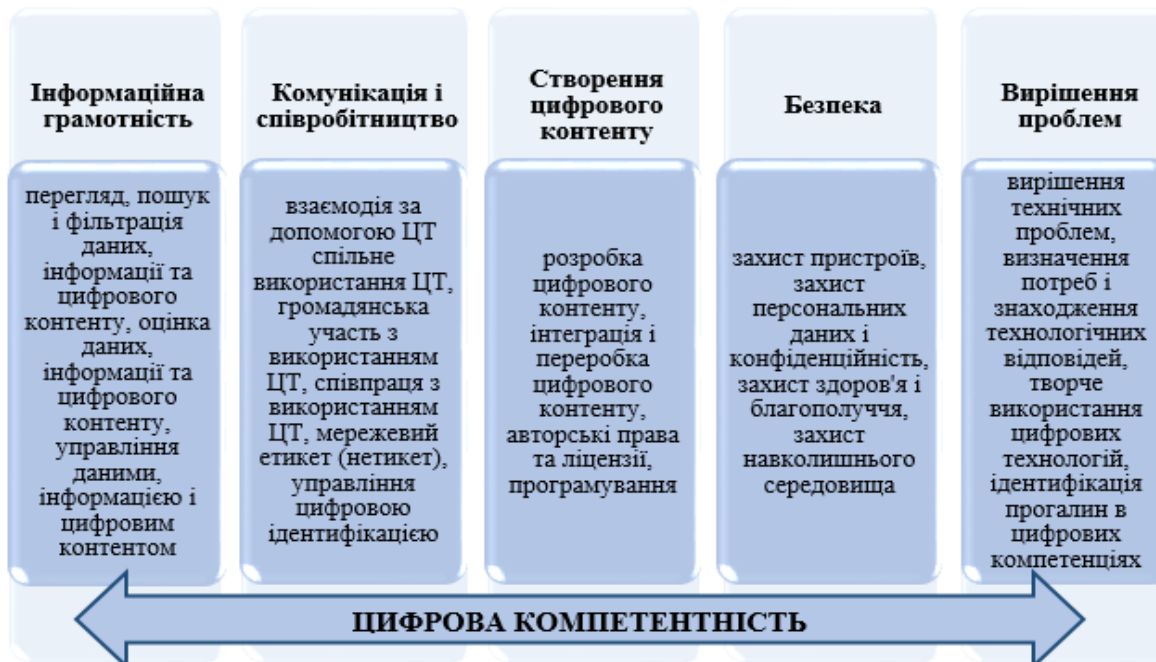 Інформаційна
грамотність
перегляд, пошук
і фільтрація
даних,
інформації та
цифрового
контенту, оцінка
даних,
інформації та
цифрового
контенту,
управління
даними,
інформацією і
цифровим
контентом
Комунікація і
співробітництво
взаємодія за
допомогою ЦТ
спільне
використання ЦТ,
громадянська
участь з
використанням
ЦТ, співпраця з
використанням
ЦТ, мережевий
етикет (нетикет),
управління
цифровою
ідентифікацією
Створення
цифрового
контенту
розробка
цифрового
контенту,
інтеграція і
переробка
цифрового
контенту,
авторські права
та ліцензії,
програмування
Безпека
захист пристроїв,
захист
персональних
даних і
конфіденційність,
захист здоров'я і
благополуччя,
захист
навколишнього
середовища
Вирішення
проблем
вирішення
технічних
проблем,
визначення
потреб і
знаходження
технологічних
відповідей,
творче
використання
цифрових
технологій,
ідентифікація
прогалин в
цифрових
компетенціях
ЦИФРОВА КОМПЕТЕНТНІСТЬ